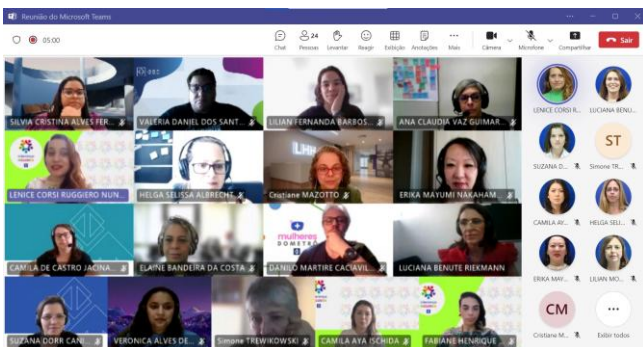 Reunião do Microsoft Teams
05:00
Chat
24
Pessoas
Levantar
Reagir
Exibição
Anotações
Mais
Câmera
Microfone
Compartilhar
Sair
SILVIA CRISTINA ALVES FER...
VALERIA DANIEL DOS SANT...
LILIAN FERNANDA BARBOS...
ANA CLAUDIA VAZ GUIMAR...
LENICE CORSI RUGGIERO NUN...
HELGA SELISSA ALBRECHT
Cristiane MAZOTTO
ERIKA MAYUMI NAKAHAM...
LHH
CAMILA DE CASTRO JACINA...
ELAINE BANDEIRA DA COSTA
mulheres
DO METRÔ
DANILO MARTIRE CACIAVIL...
LUCIANA BENUTE RIEKMANN
SUZANA DORR CANI...
VERONICA ALVES DE...
Simone TREWIKOWSKI
CAMILA AYA ISCHIDA
FABIANE HENRIQUE...
LENICE CORSI R...
LUCIANA BENU...
SUZANA D...
ST
Simone TR...
CAMILA AY...
HELGA SELI...
ERIKA MAY...
LILIAN MO...
CM
Cristiane M...
Exibir todos